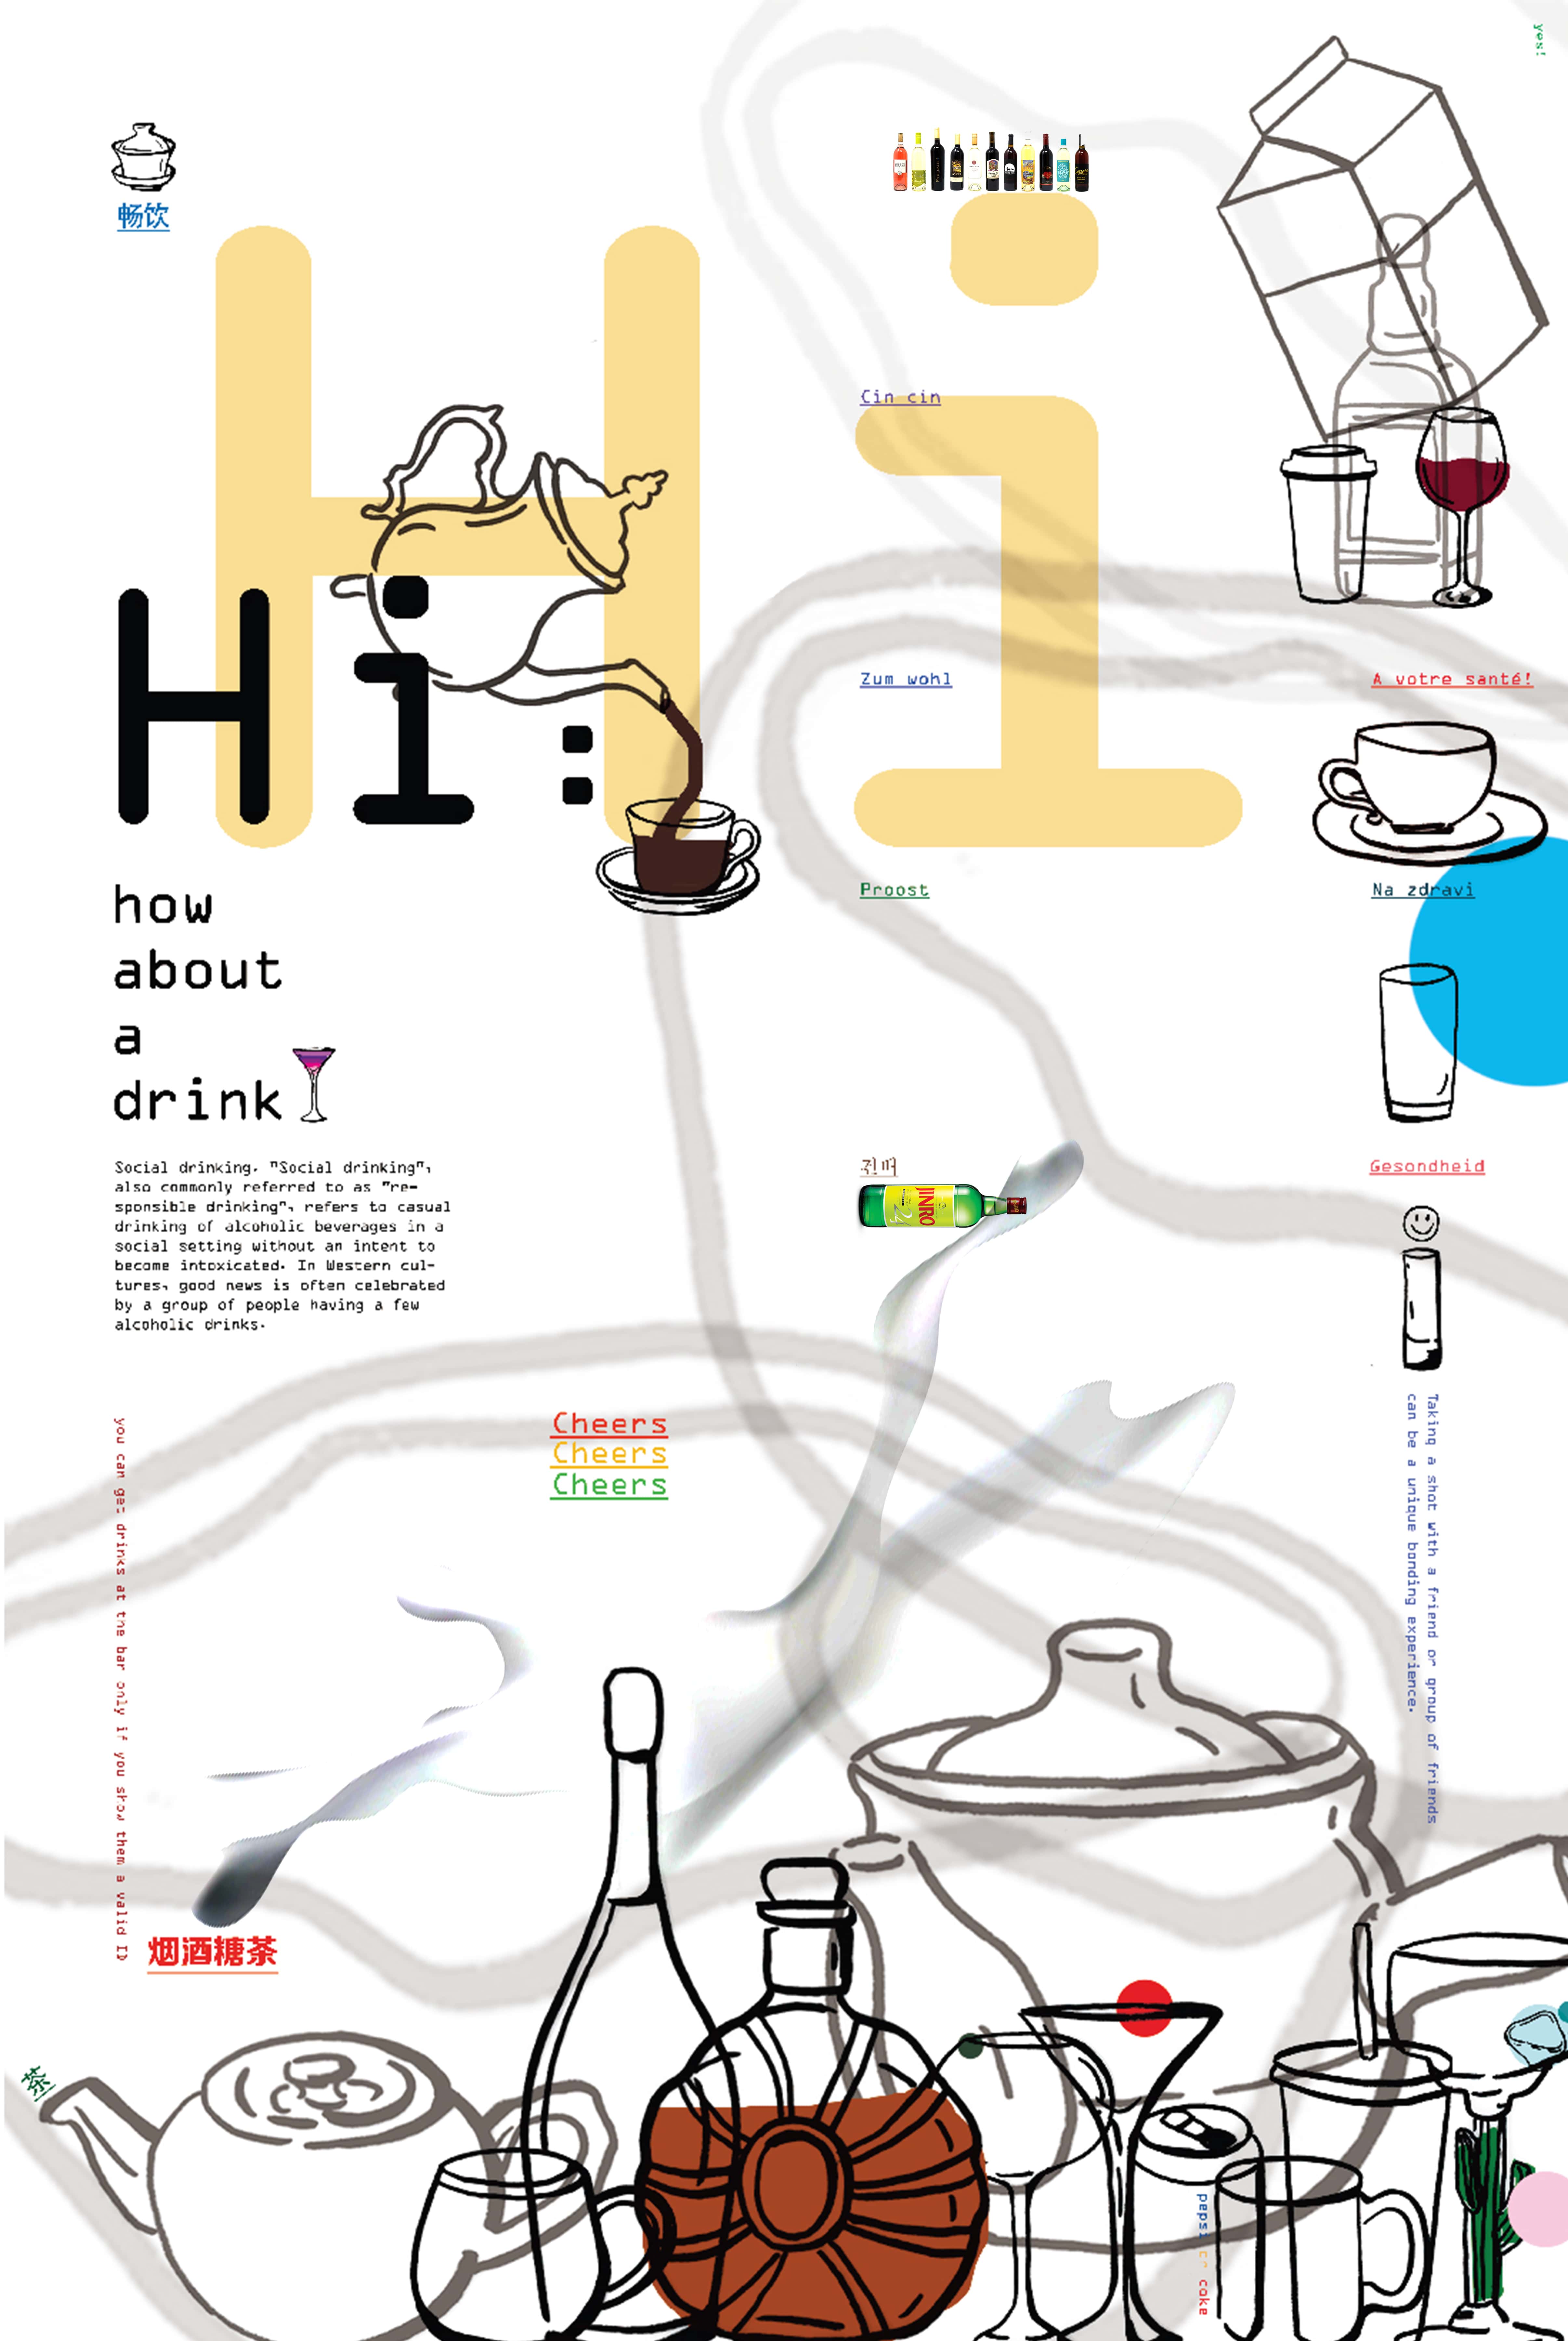 yes!
畅饮
Hi
Cin cin
Hi:
Zum wohl
A votre santé!
how
about
a
drink
Proost
Na zdravi
Social drinking. "Social drinking",
also commonly referred to as "re-
sponsible drinking", refers to casual
drinking of alcoholic beverages in a
social setting without an intent to
become intoxicated. In Western cul-
tures, good news is often celebrated
by a group of people having a few
alcoholic drinks.
JINRO
24
Gesondheid
Cheers
Cheers
Cheers
Taking a shot with a friend or group of friends
can be a unique bonding experience.
you can get drinks at the bar only if you show them a valid ID
烟酒糖茶
茶
pepsi or coke